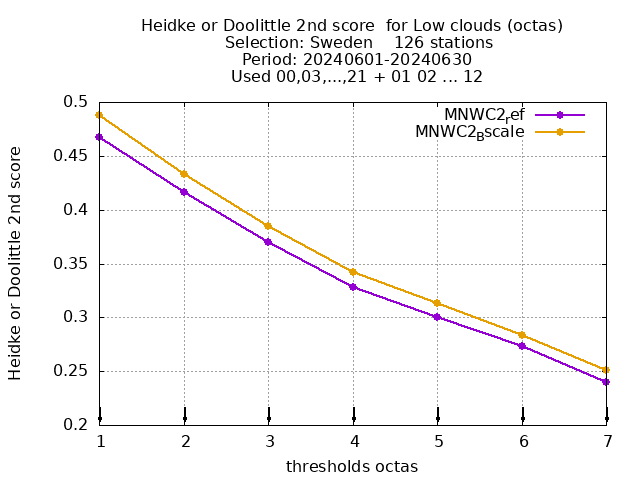 Heidke or Doolittle 2nd score  for Low clouds (octas)
Selection: Sweden    126 stations
Period: 20240601-20240630
Used 00,03,...,21 + 01 02 ... 12
MNWC2ref
MNWC2Bscale
Heidke or Doolittle 2nd score
0.5
0.45
0.4
0.35
0.3
0.25
0.2
1 2 3 4 5 6 7
thresholds octas